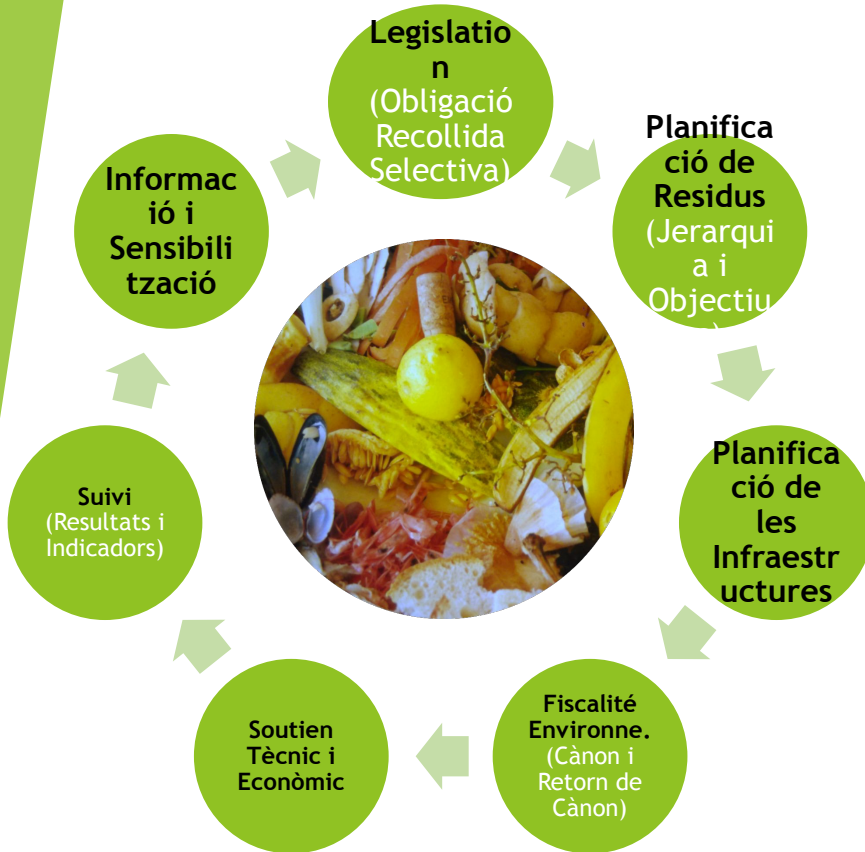 Legislatio
n
(Obligació
Recollida
Selectiva)
Planifica
ció de
Residus
(Jerarqui
a i
Objectiu
Planifica
ció de
les
Infraestr
uctures
Fiscalité
Environne.
(Cànon i
Retorn de
Cànon)
Soutien
Tècnic i
Econòmic
Suivi
(Resultats i
Indicadors)
Informac
ió i
Sensibili
tzació